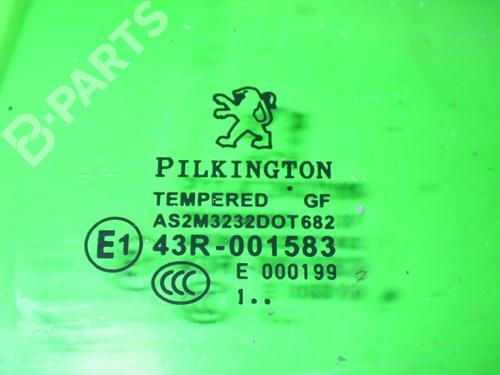 B-PARTS
PILKINGTON
TEMPERED GF
AS2M3232DOT682
E1 43R-001583
CCC E 000199
1..